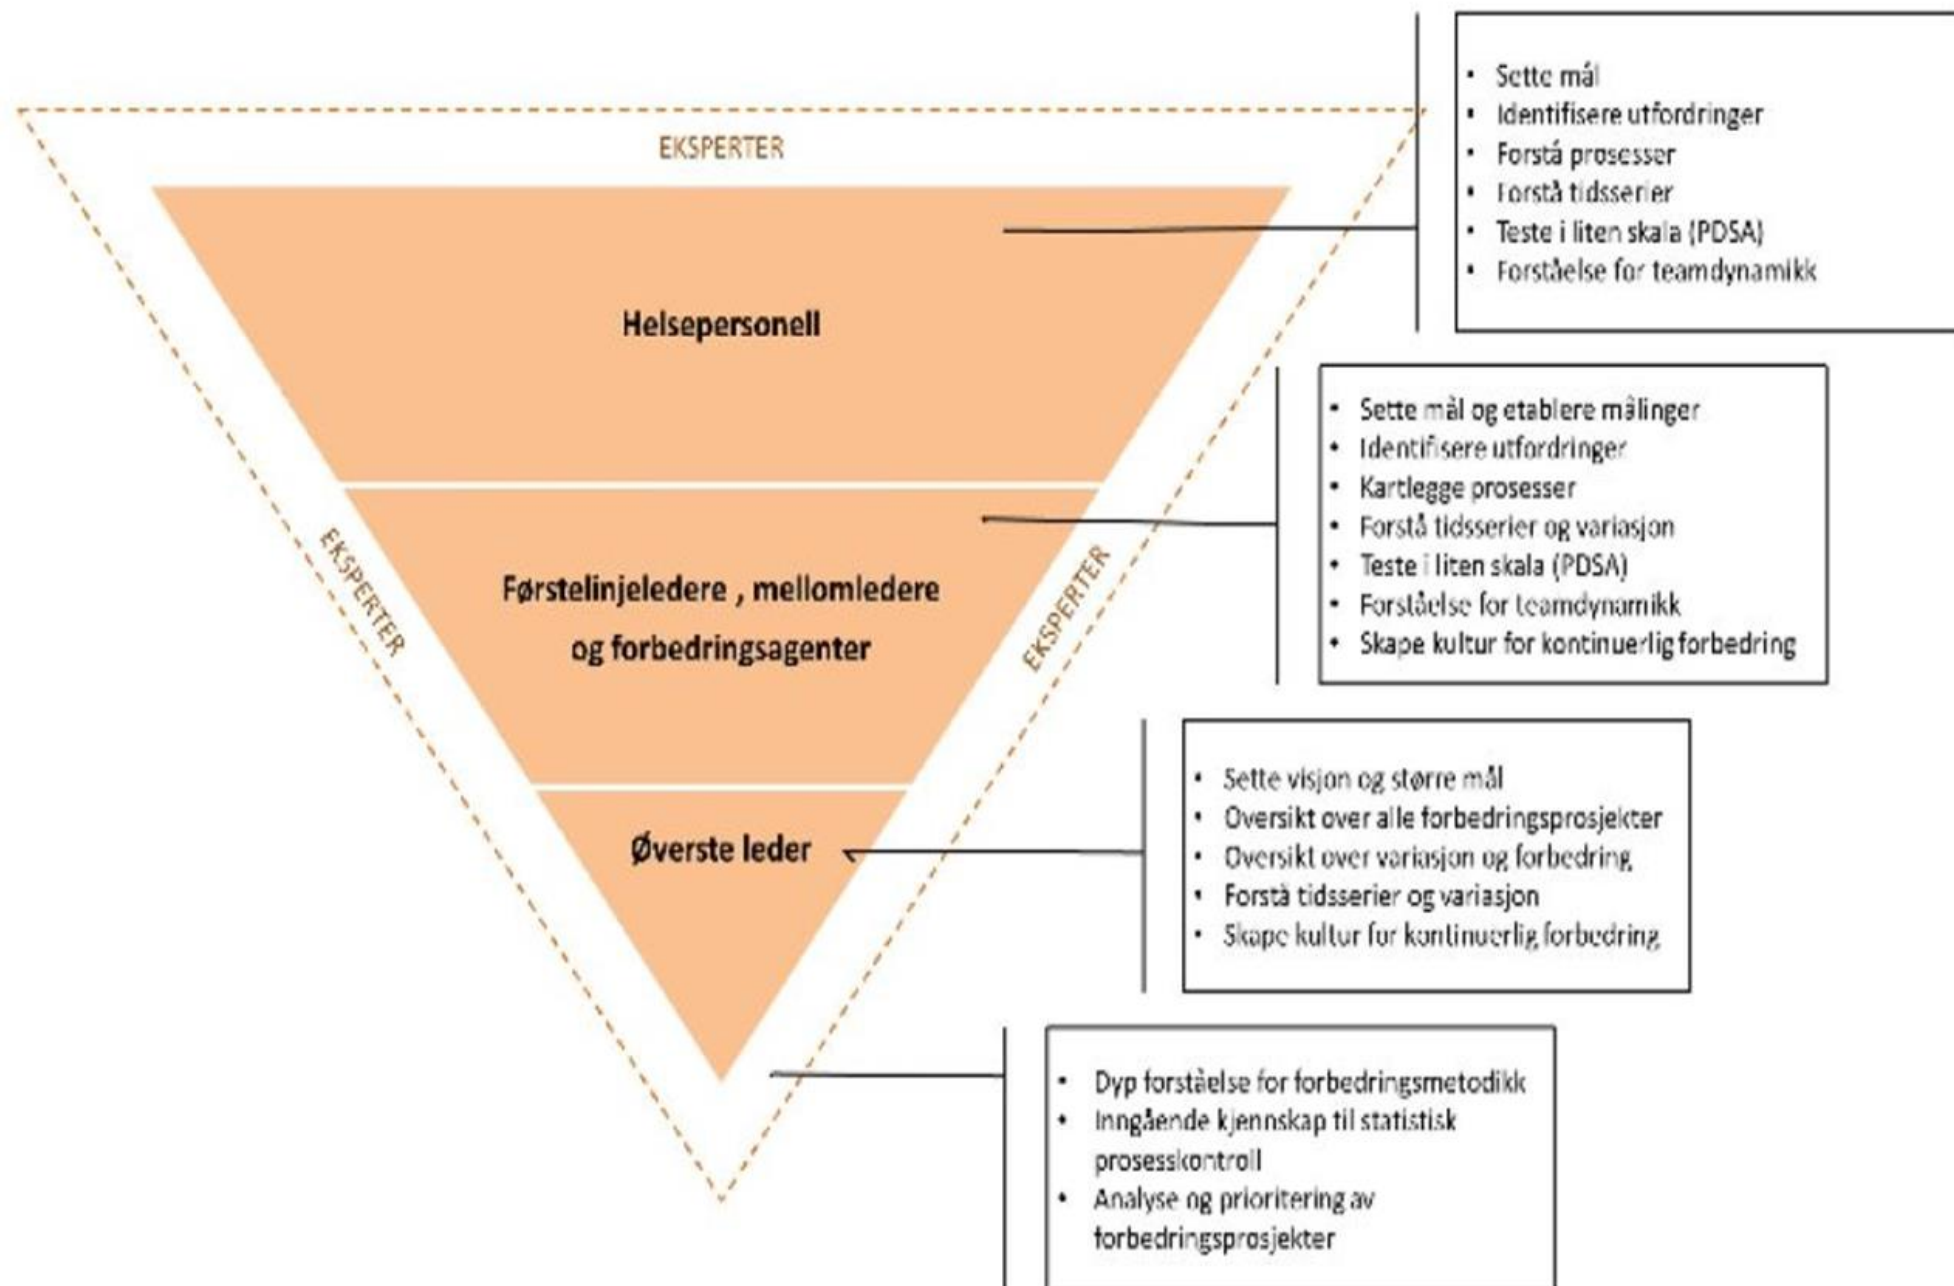 EKSPERTER
Helsepersonell
EKSPERTER
EKSPERTER
Førstelinjeledere , mellomledere
og forbedringsagenter
Øverste leder
• Sette mål
• Identifisere utfordringer
• Forstå prosesser
• Forstå tidsserier
• Teste i liten skala (PDSA)
• Forståelse for teamdynamikk
• Sette mål og etablere målinger
• Identifisere utfordringer
• Kartlegge prosesser
• Forstå tidsserier og variasjon
• Teste i liten skala (PDSA)
• Forståelse for teamdynamikk
• Skape kultur for kontinuerlig forbedring
• Sette visjon og større mål
• Oversikt over alle forbedringsprosjekter
• Oversikt over variasjon og forbedring
• Forstå tidsserier og variasjon
• Skape kultur for kontinuerlig forbedring
• Dyp forståelse for forbedringsmetodikk
• Inngående kjennskap til statistisk
prosesskontroll
• Analyse og prioritering av
forbedringsprosjekter